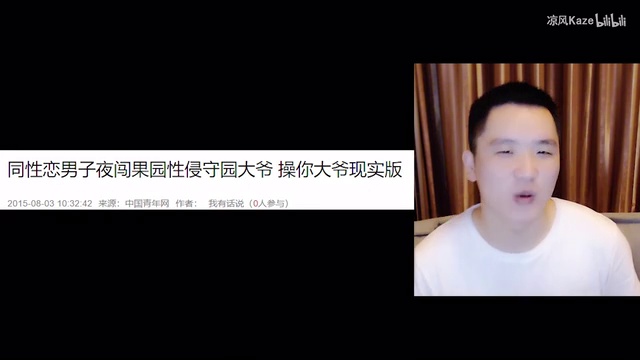 凉风Kaze bilibili
同性恋男子夜闯果园性侵守园大爷 操你大爷现实版
2015-08-03 10:32:42 来源：中国青年网 作者： 我有话说（0人参与）